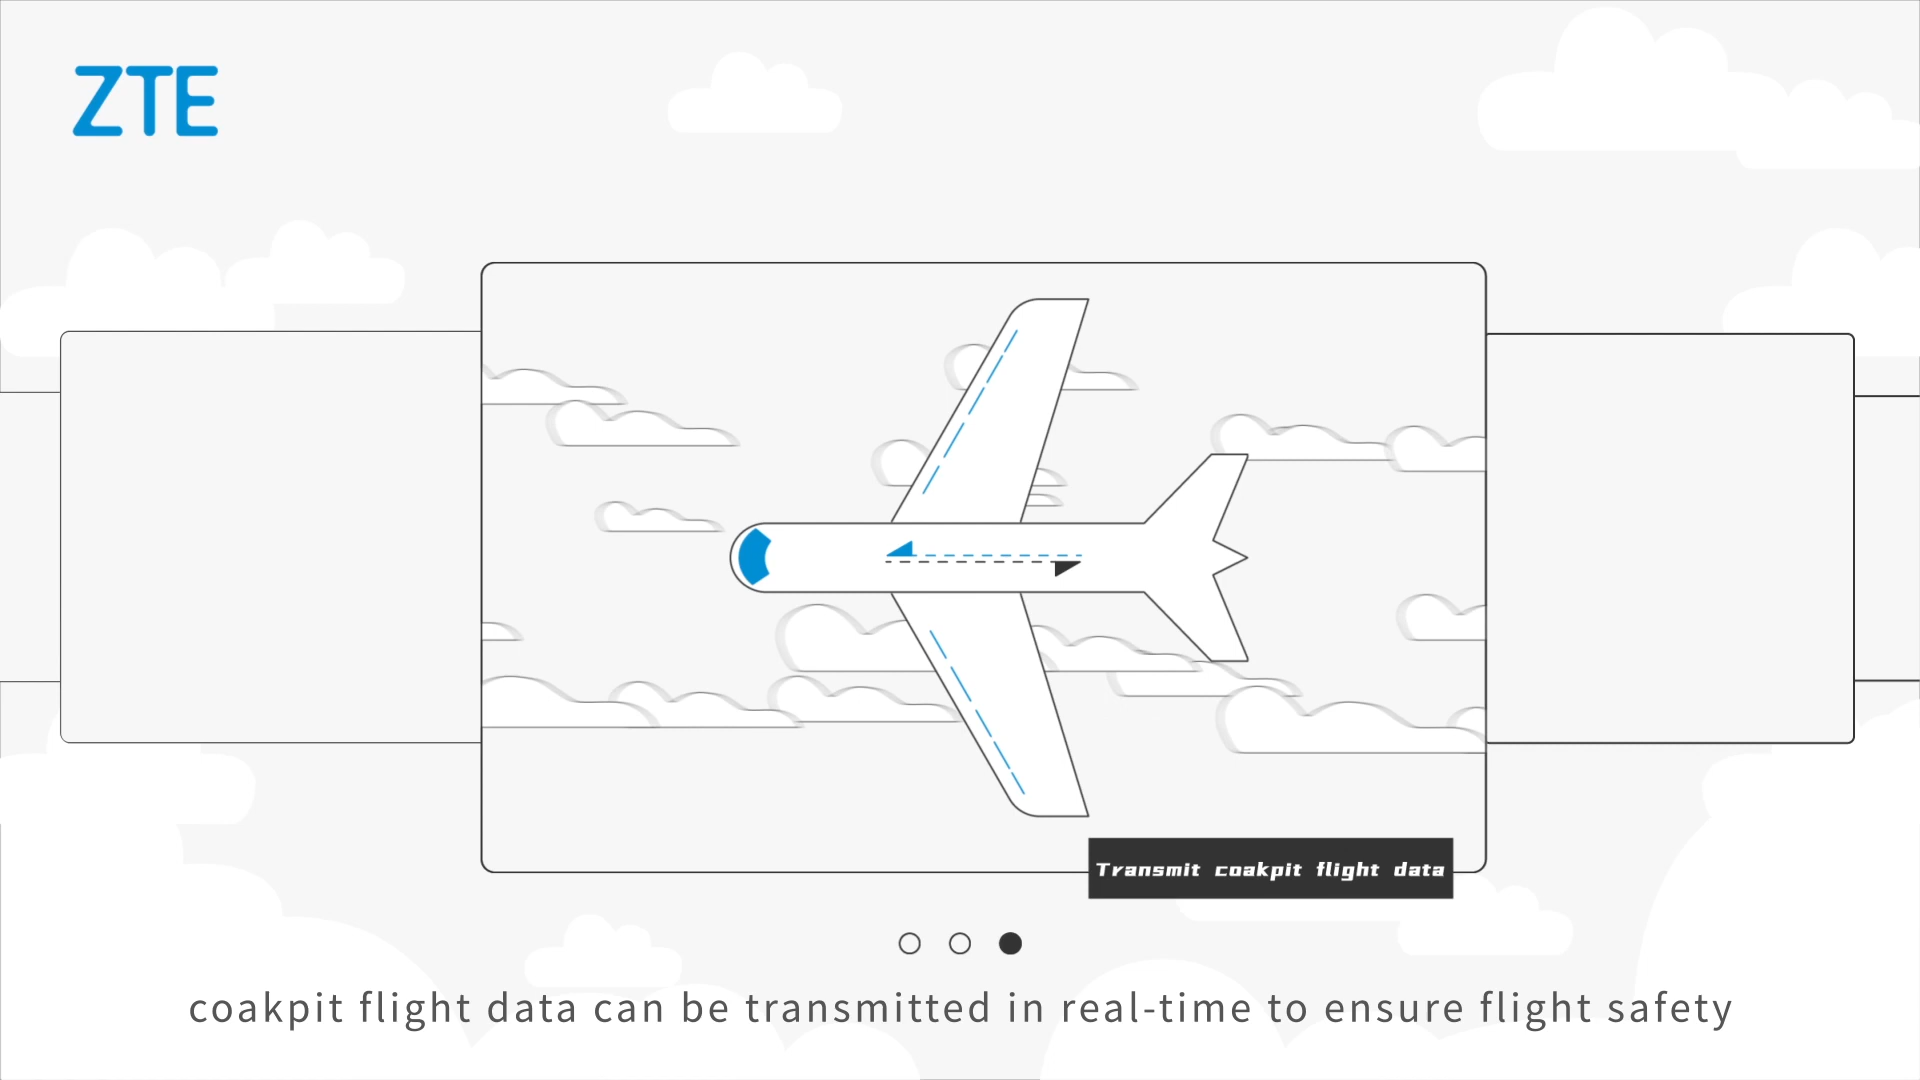 ZTE
Transmit coakpit flight data
coakpit flight data can be transmitted in real-time to ensure flight safety